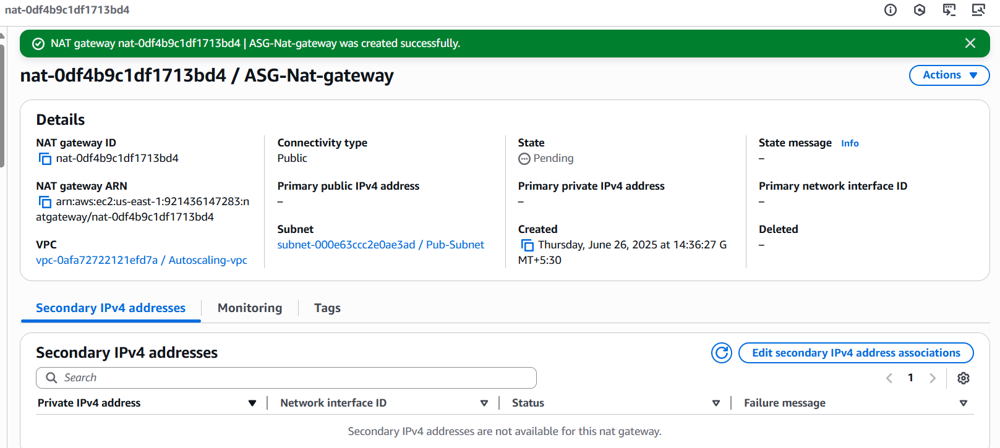 nat-0df4b9c1df1713bd4
NAT gateway nat-0df4b9c1df1713bd4 | ASG-Nat-gateway was created successfully.
nat-0df4b9c1df1713bd4 / ASG-Nat-gateway
Actions
Details
NAT gateway ID
nat-0df4b9c1df1713bd4
NAT gateway ARN
arn:aws:ec2:us-east-1:921436147283:n
atgateway/nat-0df4b9c1df1713bd4
VPC
vpc-0afa72722121efd7a / Autoscaling-vpc
Connectivity type
Public
Primary public IPv4 address
–
Subnet
subnet-000e63ccc2e0ae3ad / Pub-Subnet
State
Pending
Primary private IPv4 address
–
Created
Thursday, June 26, 2025 at 14:36:27 G
MT+5:30
State message Info
–
Primary network interface ID
–
Deleted
–
Secondary IPv4 addresses
Monitoring
Tags
Secondary IPv4 addresses
Edit secondary IPv4 address associations
Search
1
Private IPv4 address
Network interface ID
Status
Failure message
Secondary IPv4 addresses are not available for this nat gateway.